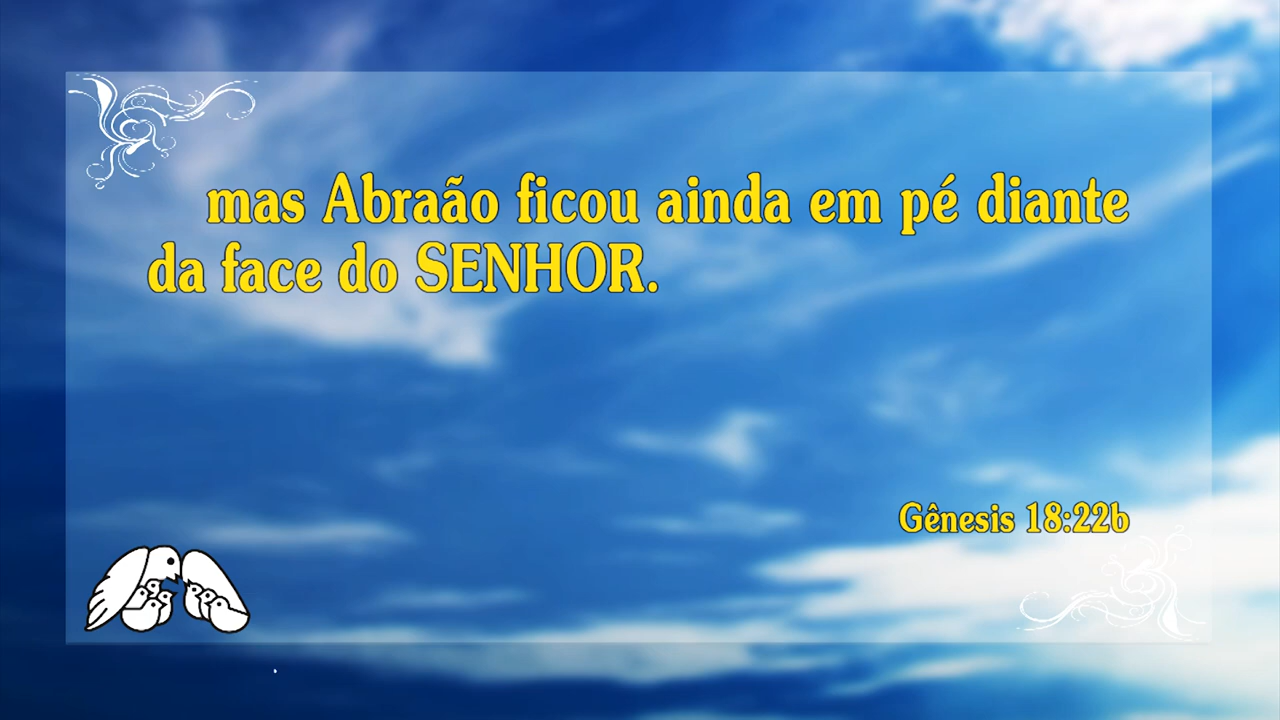 mas Abraão ficou ainda em pé diante
da face do SENHOR.
Gênesis 18:22b